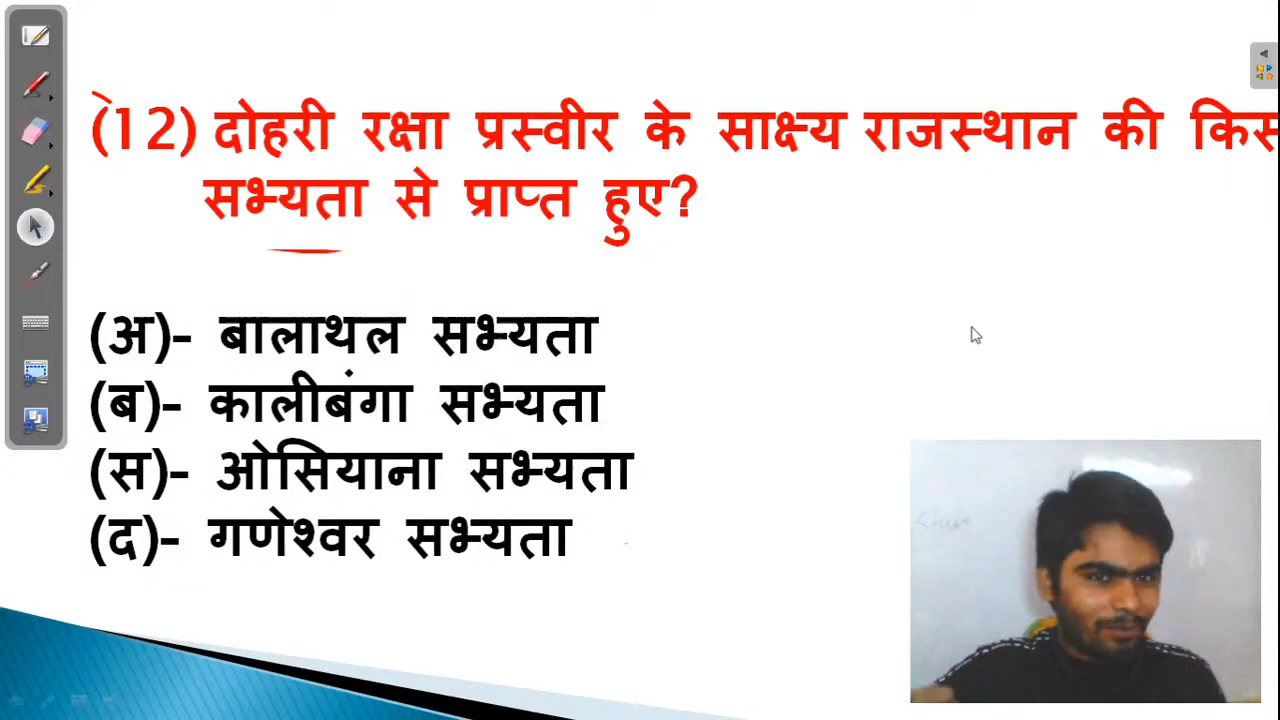 (12) दोहरी रक्षा प्रस्वीर के साक्ष्य राजस्थान की किस
सभ्यता से प्राप्त हुए?
(अ)- बालाथल सभ्यता
(ब)- कालीबंगा सभ्यता
(स)- ओसियाना सभ्यता
(द)- गणेश्वर सभ्यता